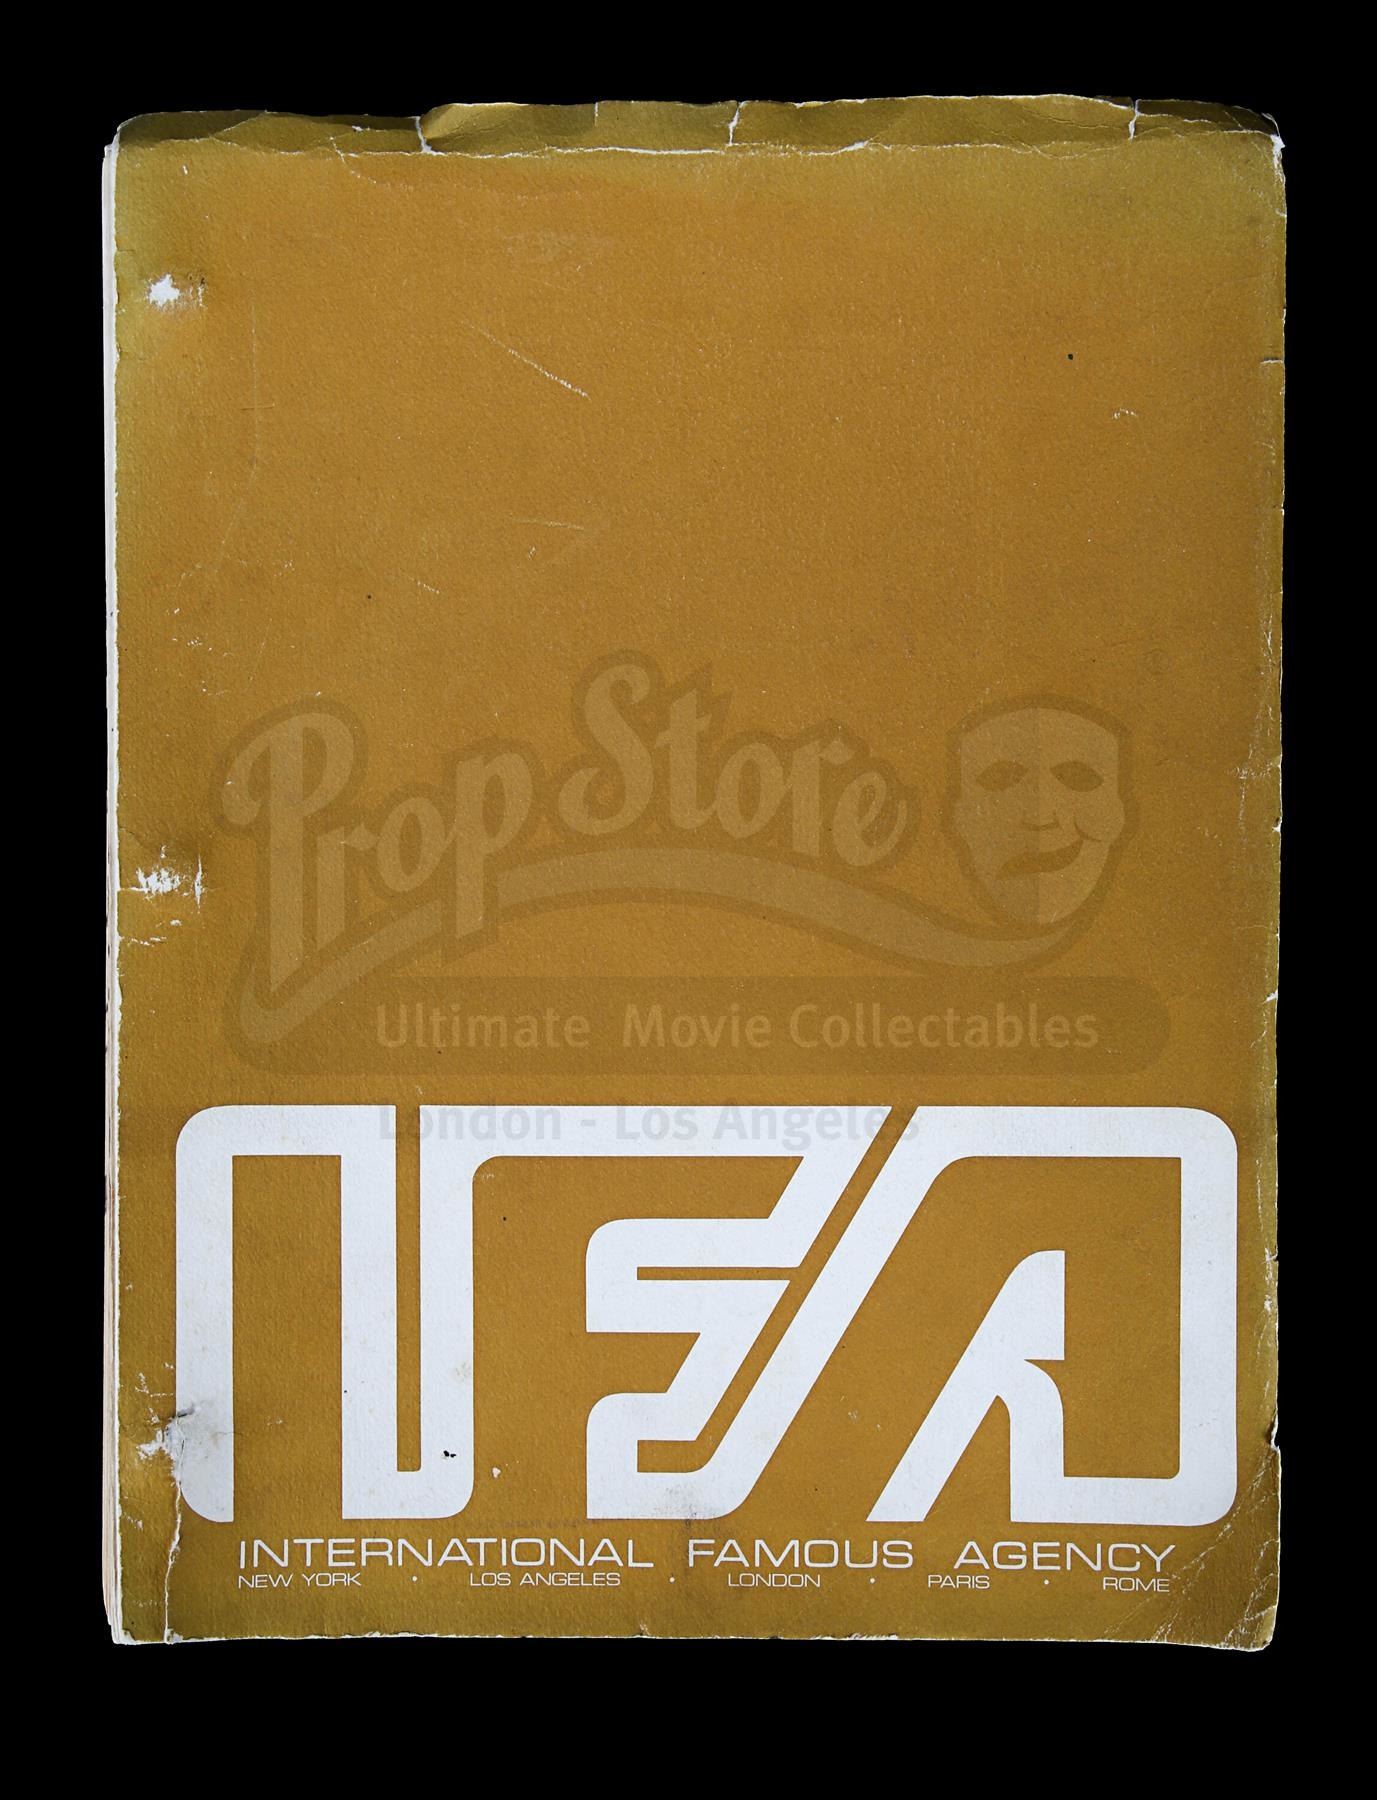 Prop Store
Ultimate Movie Collectables
London - Los Angeles
IFA
INTERNATIONAL FAMOUS AGENCY
NEW YORK • LOS ANGELES • LONDON • PARIS • ROME